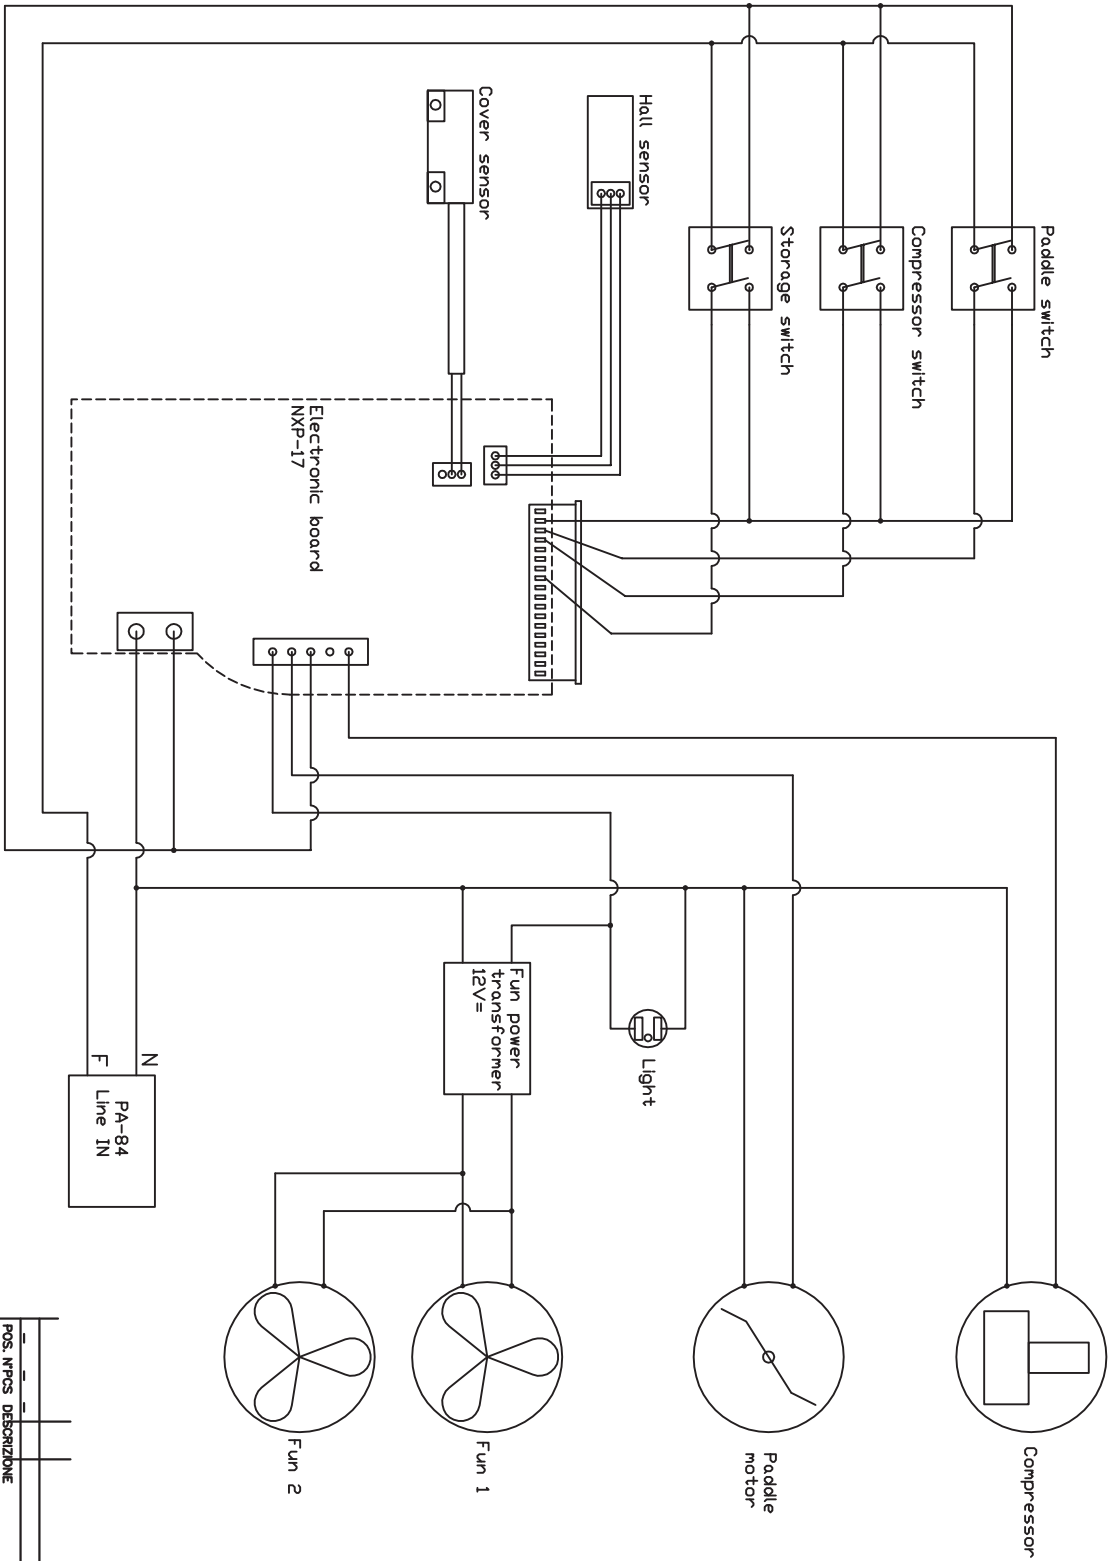 Paddle switch
Compressor switch
Storage switch
Hall sensor
Cover sensor
Electronic board
NXP-17
Compressor
Paddle
motor
Light
Fun power
transformer
12V=
Fun 1
Fun 2
N
F
PA-84
Line IN
- - -
POS. N°PCS DESCRIZIONE